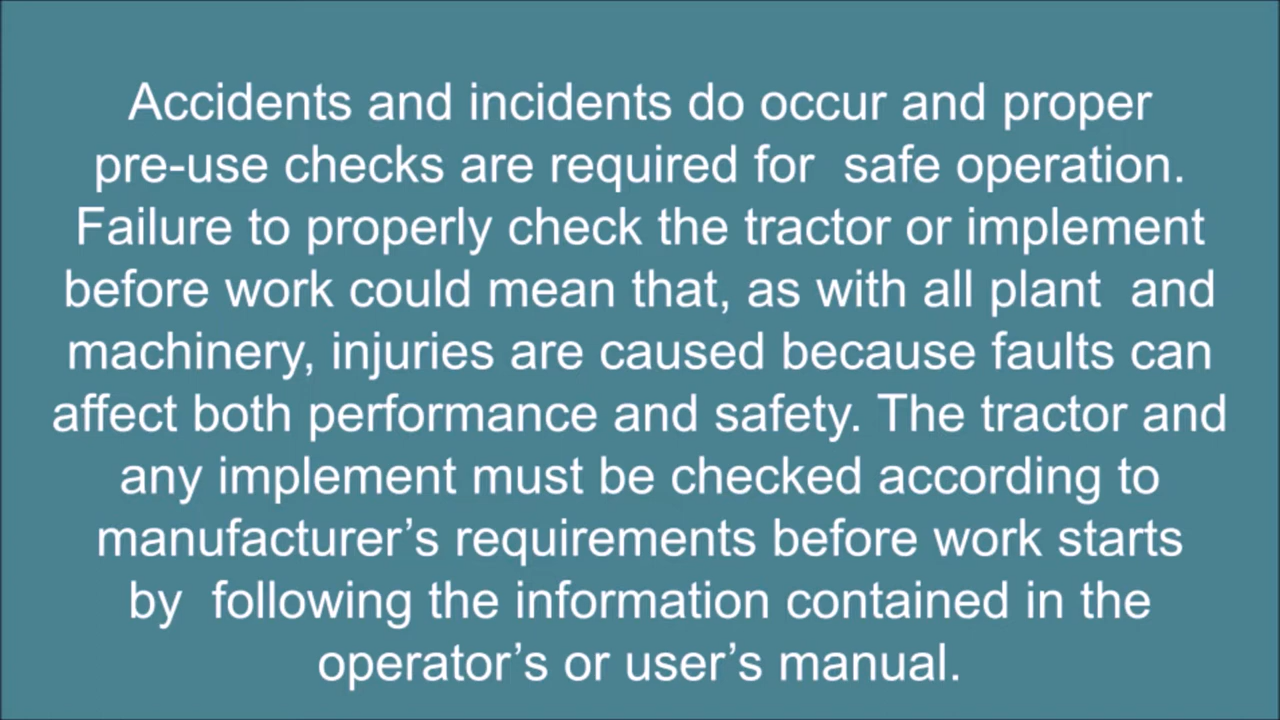 Accidents and incidents do occur and proper
pre-use checks are required for  safe operation.
Failure to properly check the tractor or implement
before work could mean that, as with all plant  and
machinery, injuries are caused because faults can
affect both performance and safety. The tractor and
any implement must be checked according to
manufacturer’s requirements before work starts
by  following the information contained in the
operator’s or user’s manual.